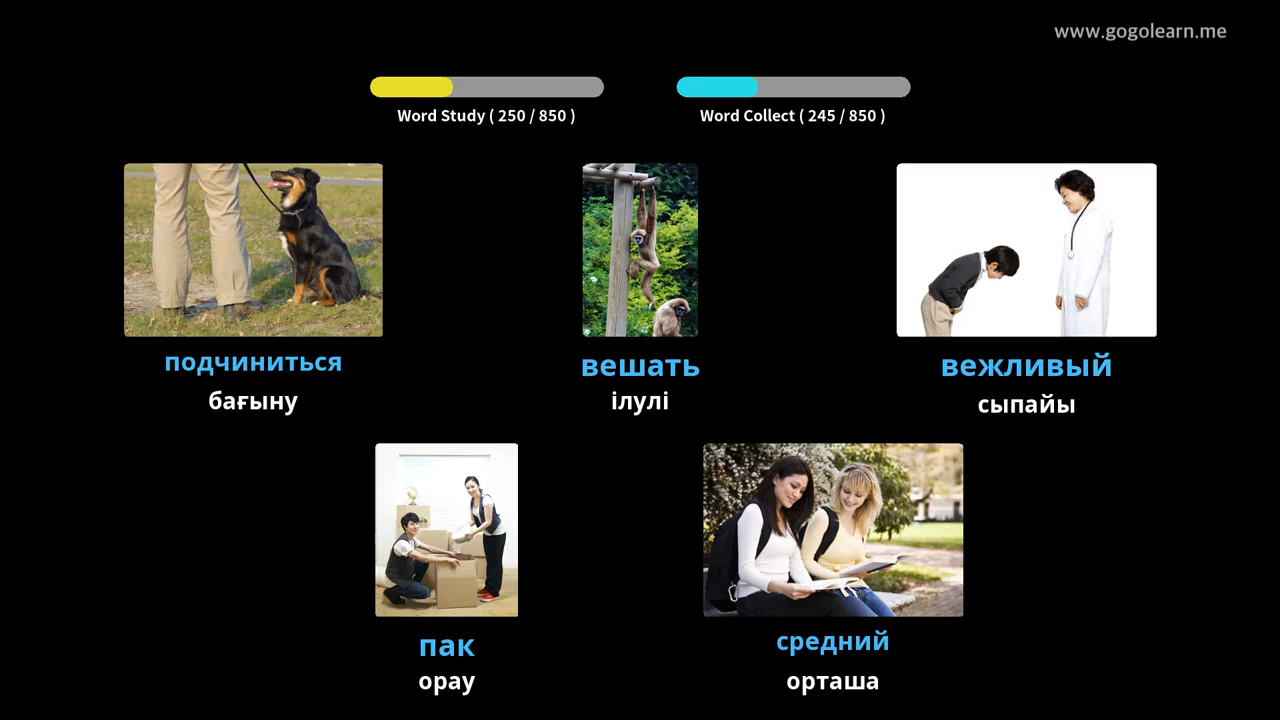 www.gogolearn.me
Word Study ( 250 / 850 )
Word Collect ( 245 / 850 )
подчиниться
бағыну
вешать
ілулі
вежливый
сыпайы
пак
орау
средний
орташа